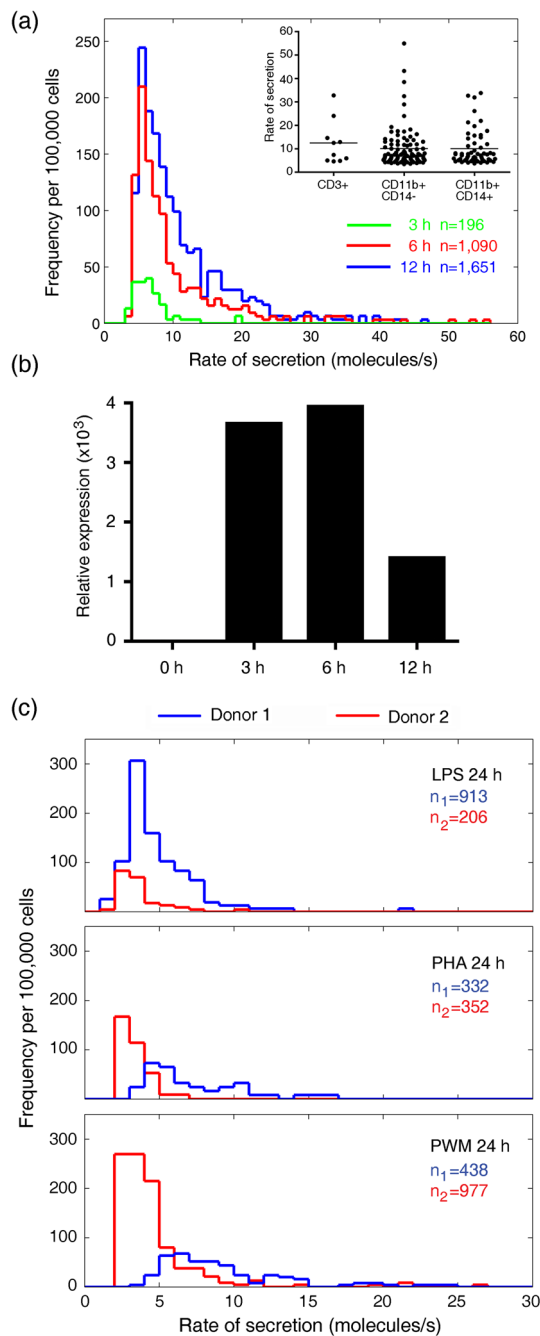 (a)
Frequency per 100,000 cells
250
200
150
100
50
0
0 10 20 30 40 50 60
Rate of secretion (molecules/s)
Rate of secretion
60
50
40
30
20
10
0
CD3+ CD11b+ CD11b+
CD14- CD14+
3 h n=196
6 h n=1,090
12 h n=1,651
(b)
Relative expression (x10³)
4
3
2
1
0
0 h 3 h 6 h 12 h
(c)
Donor 1 Donor 2
Frequency per 100,000 cells
300
200
100
LPS 24 h
n₁=913
n₂=206
300
200
100
PHA 24 h
n₁=332
n₂=352
300
200
100
0
PWM 24 h
n₁=438
n₂=977
0 5 10 15 20 25 30
Rate of secretion (molecules/s)